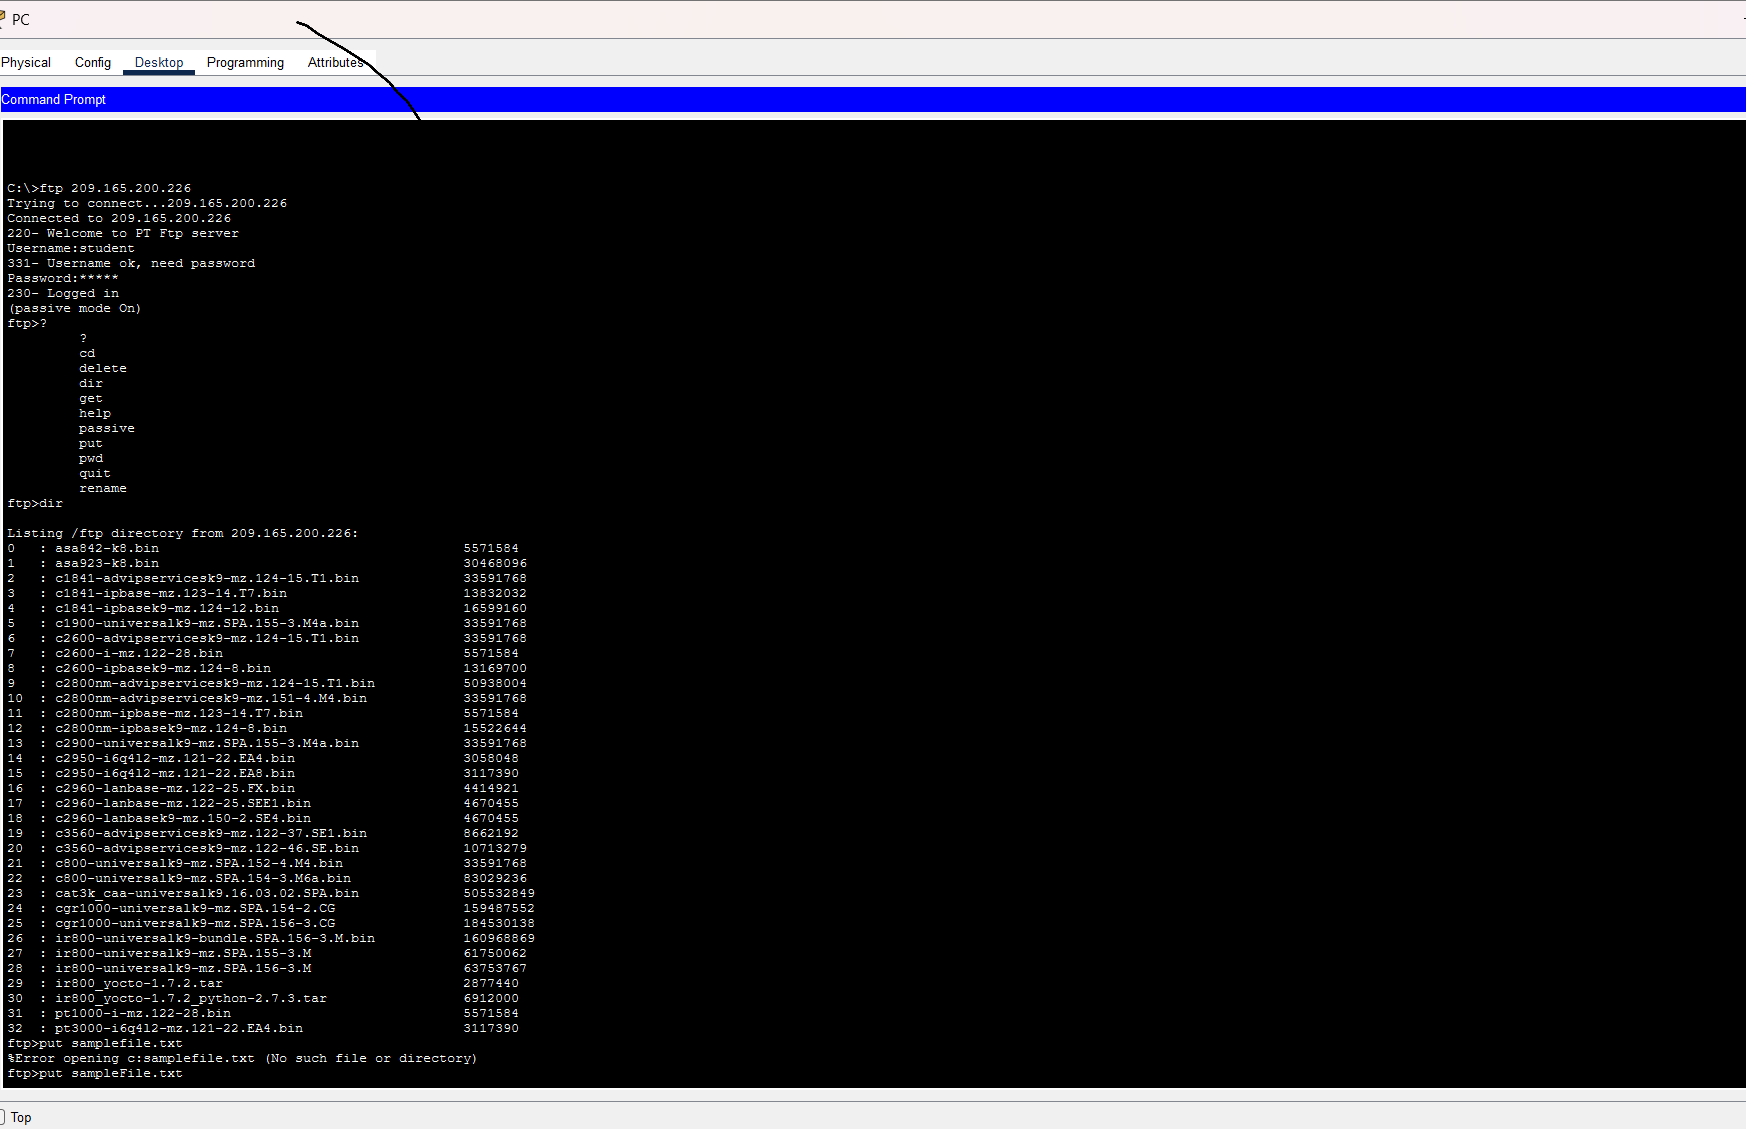 PC
Physical Config Desktop Programming Attributes
Command Prompt
C:\>ftp 209.165.200.226
Trying to connect...209.165.200.226
Connected to 209.165.200.226
220- Welcome to PT Ftp server
Username:student
331- Username ok, need password
Password:*****
230- Logged in
(passive mode On)
ftp>?
?
cd
delete
dir
get
help
passive
put
pwd
quit
rename
ftp>dir
Listing /ftp directory from 209.165.200.226:
0 : asa842-k8.bin 5571584
1 : asa923-k8.bin 30468096
2 : c1841-advipservicesk9-mz.124-15.T1.bin 33591768
3 : c1841-ipbase-mz.123-14.T7.bin 13832032
4 : c1841-ipbasek9-mz.124-12.bin 16599160
5 : c1900-universalk9-mz.SPA.155-3.M4a.bin 33591768
6 : c2600-advipservicesk9-mz.124-15.T1.bin 33591768
7 : c2600-i-mz.122-28.bin 5571584
8 : c2600-ipbasek9-mz.124-8.bin 13169700
9 : c2800nm-advipservicesk9-mz.124-15.T1.bin 50938004
10 : c2800nm-advipservicesk9-mz.151-4.M4.bin 33591768
11 : c2800nm-ipbase-mz.123-14.T7.bin 5571584
12 : c2800nm-ipbasek9-mz.124-8.bin 15522644
13 : c2900-universalk9-mz.SPA.155-3.M4a.bin 33591768
14 : c2950-i6q4l2-mz.121-22.EA4.bin 3058048
15 : c2950-i6q4l2-mz.121-22.EA8.bin 3117390
16 : c2960-lanbase-mz.122-25.FX.bin 4414921
17 : c2960-lanbase-mz.122-25.SEE1.bin 4670455
18 : c2960-lanbasek9-mz.150-2.SE4.bin 4670455
19 : c3560-advipservicesk9-mz.122-37.SE1.bin 8662192
20 : c3560-advipservicesk9-mz.122-46.SE.bin 10713279
21 : c800-universalk9-mz.SPA.152-4.M4.bin 33591768
22 : c800-universalk9-mz.SPA.154-3.M6a.bin 83029236
23 : cat3k_caa-universalk9.16.03.02.SPA.bin 505532849
24 : cgr1000-universalk9-mz.SPA.154-2.CG 159487552
25 : cgr1000-universalk9-mz.SPA.156-3.CG 184530138
26 : ir800-universalk9-bundle.SPA.156-3.M.bin 160968869
27 : ir800-universalk9-mz.SPA.155-3.M 61750062
28 : ir800-universalk9-mz.SPA.156-3.M 63753767
29 : ir800_yocto-1.7.2.tar 2877440
30 : ir800_yocto-1.7.2_python-2.7.3.tar 6912000
31 : pt1000-i-mz.122-28.bin 5571584
32 : pt3000-i6q4l2-mz.121-22.EA4.bin 3117390
ftp>put samplefile.txt
%Error opening c:samplefile.txt (No such file or directory)
ftp>put sampleFile.txt
Top